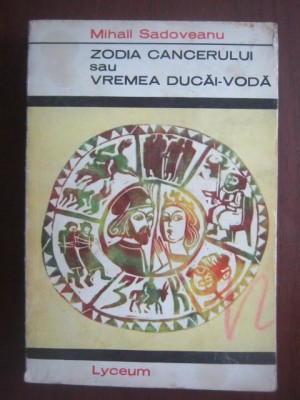 Mihail Sadoveanu
ZODIA CANCERULUI
sau
VREMEA DUCĂI-VODĂ
Lyceum